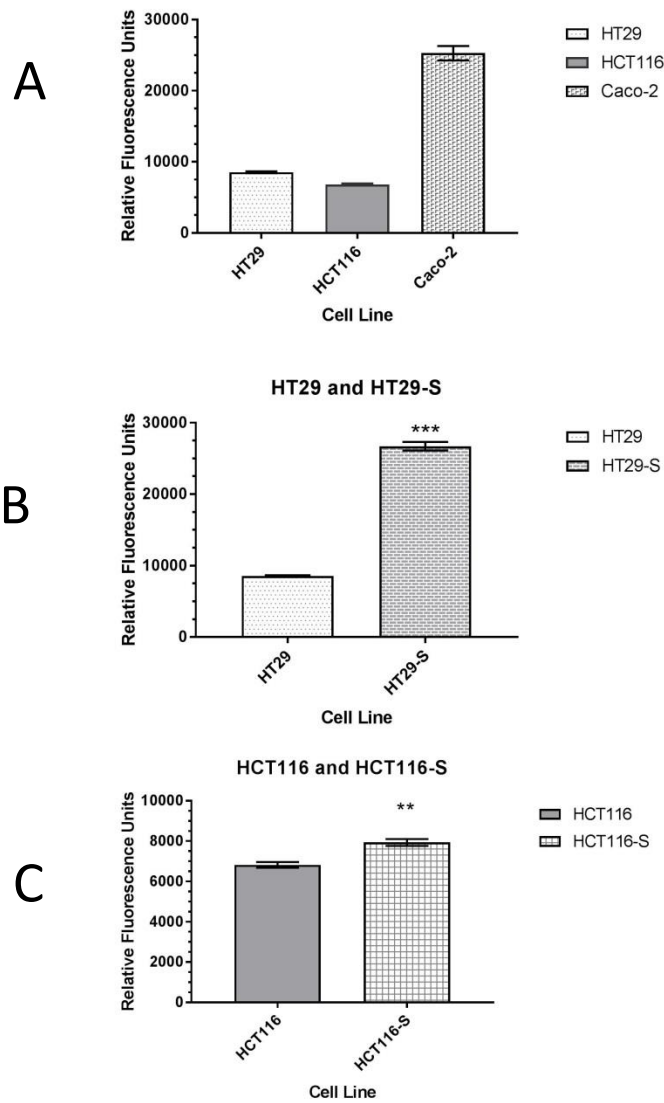 A
Relative Fluorescence Units
30000
20000
10000
0
HT29
HCT116
Caco-2
Cell Line
HT29
HCT116
Caco-2
B
HT29 and HT29-S
Relative Fluorescence Units
30000
20000
10000
0
***
HT29
HT29-S
Cell Line
HT29
HT29-S
C
HCT116 and HCT116-S
Relative Fluorescence Units
10000
8000
6000
4000
2000
0
**
HCT116
HCT116-S
Cell Line
HCT116
HCT116-S